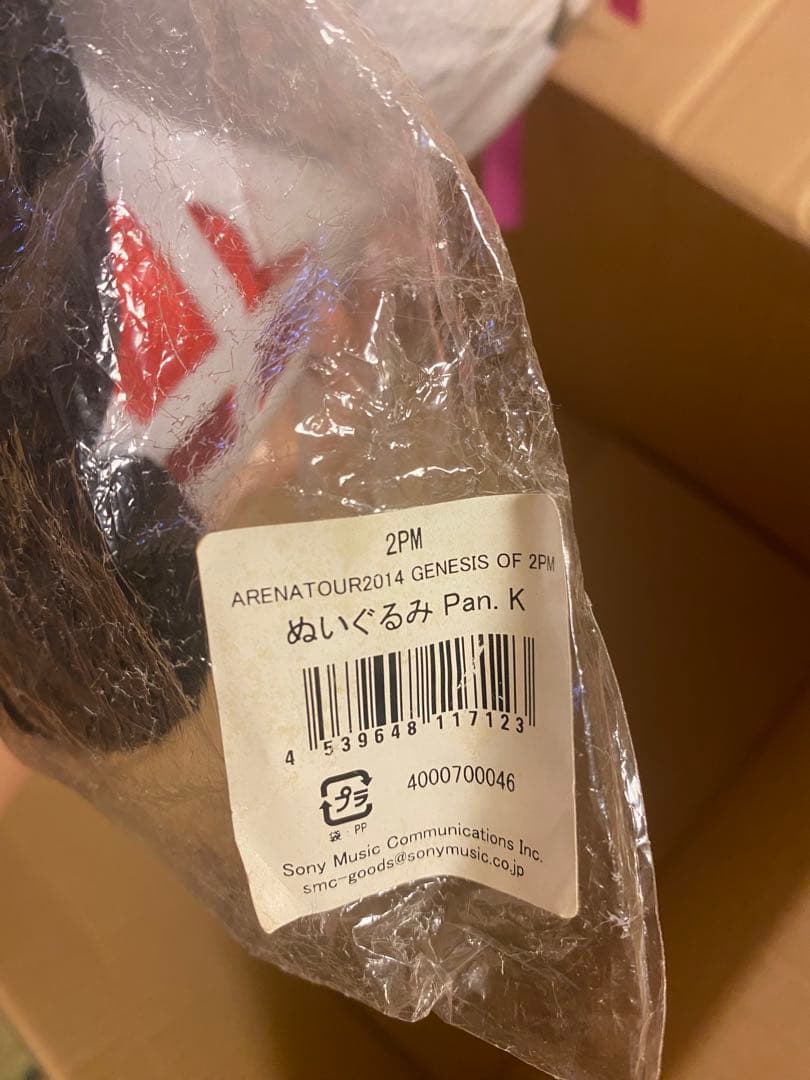 2PM
ARENATOUR2014 GENESIS OF 2PM
ぬいぐるみ Pan. K
4 539648 117123
プラ
4000700046
袋:PP
Sony Music Communications Inc.
smc-goods@sonymusic.co.jp